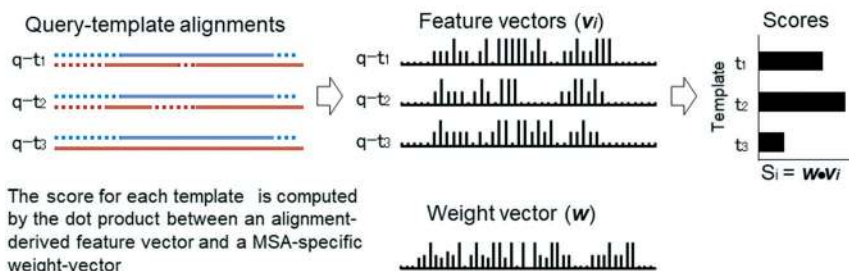 Query-template alignments
q-t1
q-t2
q-t3
The score for each template is computed
by the dot product between an alignment-
derived feature vector and a MSA-specific
weight-vector
Feature vectors (vi)
q-t1
q-t2
q-t3
Weight vector (w)
Scores
Template
t1
t2
t3
Si = w•vi